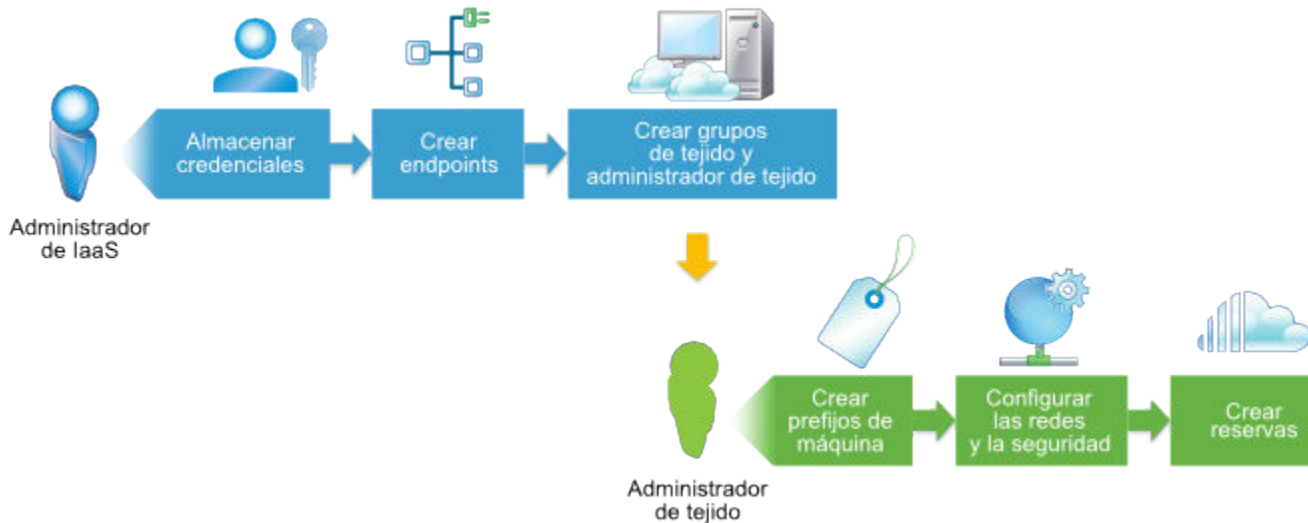 Almacenar
credenciales
Crear
endpoints
Crear grupos
de tejido y
administrador de tejido
Administrador
de IaaS
Crear
prefijos de
máquina
Configurar
las redes
y la seguridad
Crear
reservas
Administrador
de tejido